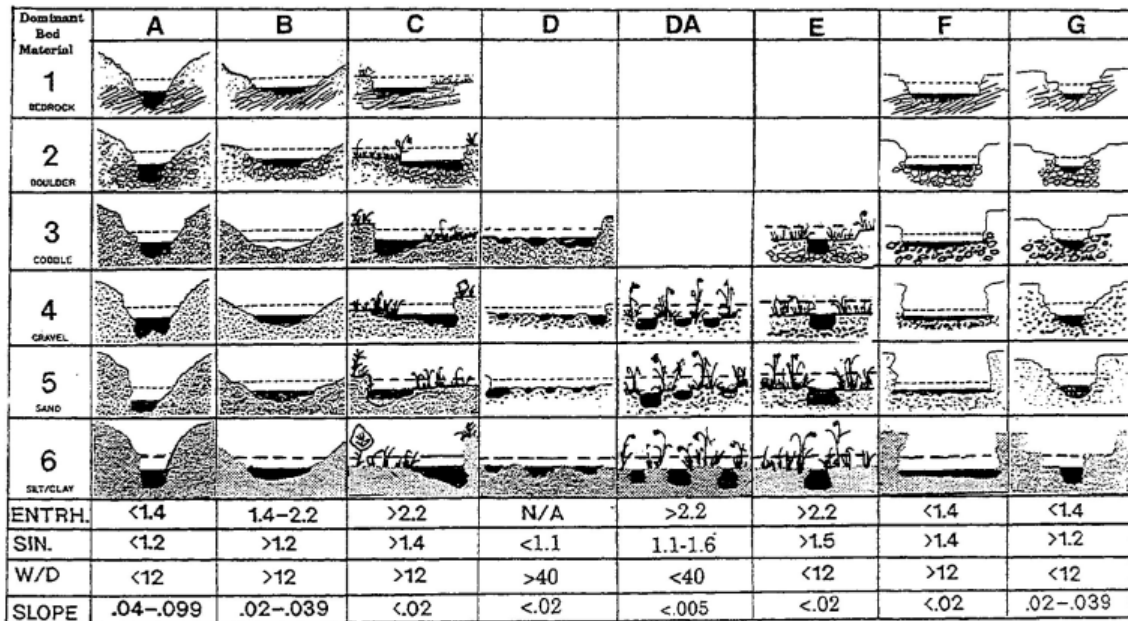 Dominant Bed Material A B C D DA E F G
1
BEDROCK
2
BOULDER
3
COBBLE
4
GRAVEL
5
SAND
6
SILT/CLAY
ENTRH. <1.4 1.4–2.2 >2.2 N/A >2.2 >2.2 <1.4 <1.4
SIN. <1.2 >1.2 >1.4 <1.1 1.1-1.6 >1.5 >1.4 >1.2
W/D <12 >12 >12 >40 <40 <12 >12 <12
SLOPE .04–.099 .02–.039 <.02 <.02 <.005 <.02 <.02 .02–.039